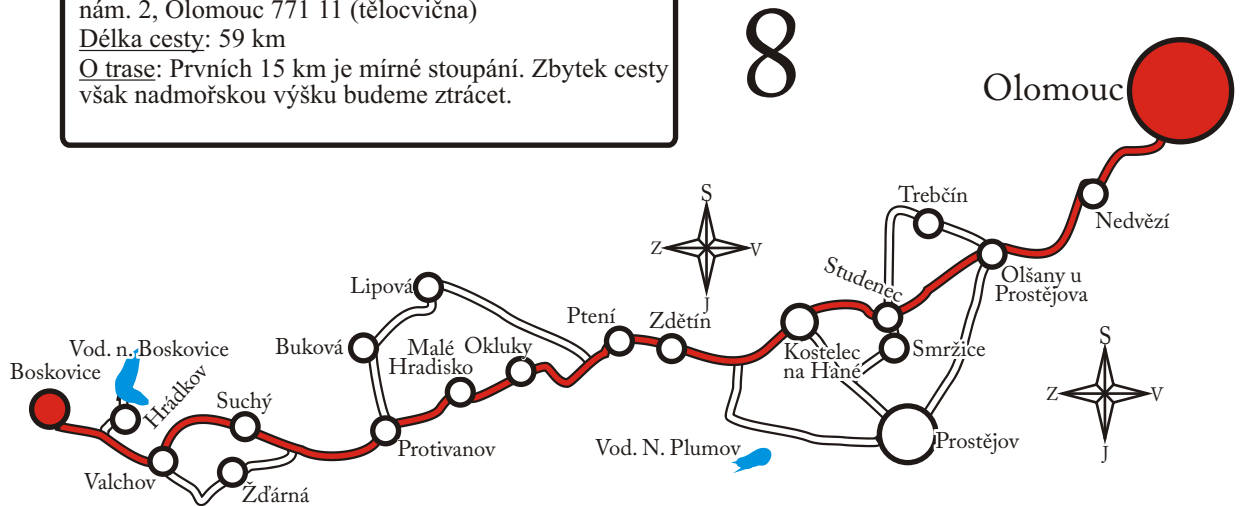 nám. 2, Olomouc 771 11 (tělocvična)
Délka cesty: 59 km
O trase: Prvních 15 km je mírné stoupání. Zbytek cesty
však nadmořskou výšku budeme ztrácet.
8
Olomouc
Nedvězí
Trebčín
Olšany u
Prostějova
Studenec
Smržice
Kostelec
na Hané
Prostějov
Vod. N. Plumov
S
Z
V
J
S
Z
V
J
Zdětín
Ptení
Lipová
Buková
Okluky
Malé
Hradisko
Protivanov
Suchý
Žďárná
Valchov
Hrádkov
Vod. n. Boskovice
Boskovice